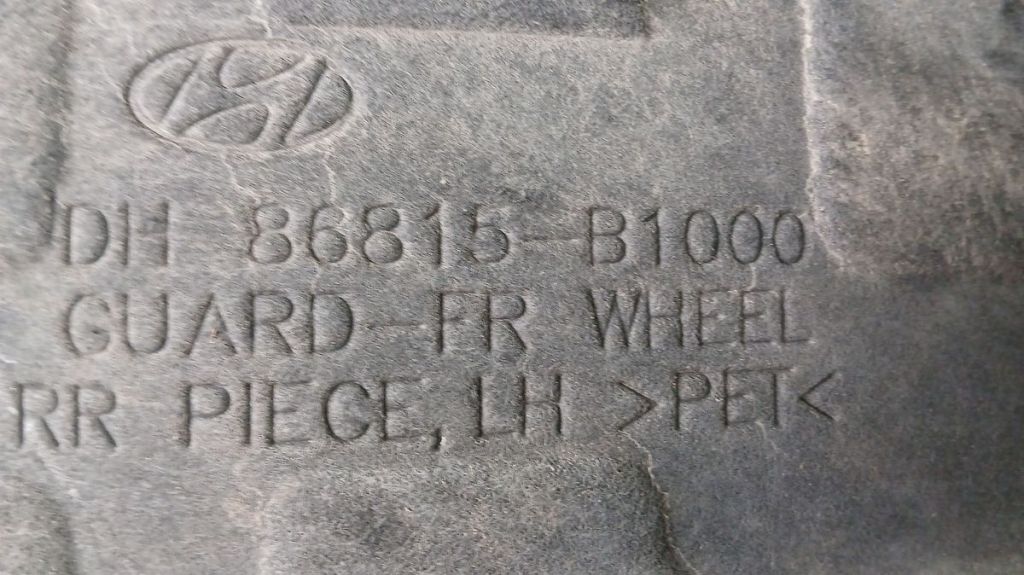 DH 86815-B1000
GUARD-FR WHEEL
RR PIECE, LH >PET<